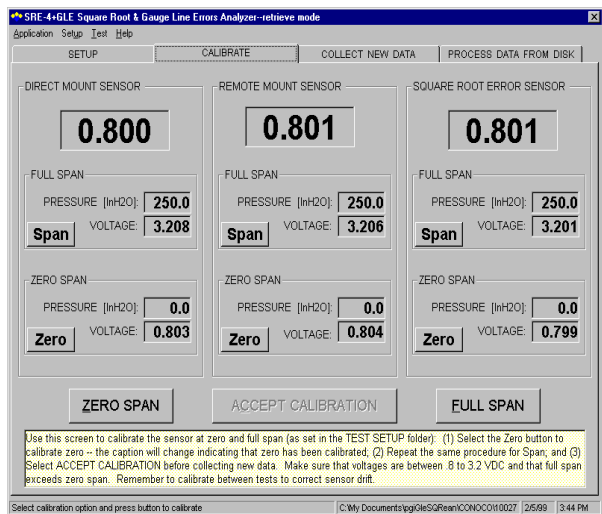 SRE-4+GLE Square Root & Gauge Line Errors Analyzer--retrieve mode
Application Setup Test Help
SETUP CALIBRATE COLLECT NEW DATA PROCESS DATA FROM DISK
DIRECT MOUNT SENSOR REMOTE MOUNT SENSOR SQUARE ROOT ERROR SENSOR
0.800 0.801 0.801
FULL SPAN FULL SPAN FULL SPAN
PRESSURE [InH2O]: 250.0 PRESSURE [InH2O]: 250.0 PRESSURE [InH2O]: 250.0
Span VOLTAGE: 3.208 Span VOLTAGE: 3.206 Span VOLTAGE: 3.201
ZERO SPAN ZERO SPAN ZERO SPAN
PRESSURE [InH2O]: 0.0 PRESSURE [InH2O]: 0.0 PRESSURE [InH2O]: 0.0
Zero VOLTAGE: 0.803 Zero VOLTAGE: 0.804 Zero VOLTAGE: 0.799
ZERO SPAN ACCEPT CALIBRATION FULL SPAN
Use this screen to calibrate the sensor at zero and full span (as set in the TEST SETUP folder): (1) Select the Zero button to
calibrate zero -- the caption will change indicating that zero has been calibrated; (2) Repeat the same procedure for Span; and (3)
Select ACCEPT CALIBRATION before collecting new data. Make sure that voltages are between .8 to 3.2 VDC and that full span
exceeds zero span. Remember to calibrate between tests to correct sensor drift.
Select calibration option and press button to calibrate C:\My Documents\pgi\GleSQRean\CONOCO\10027 2/5/99 3:44 PM